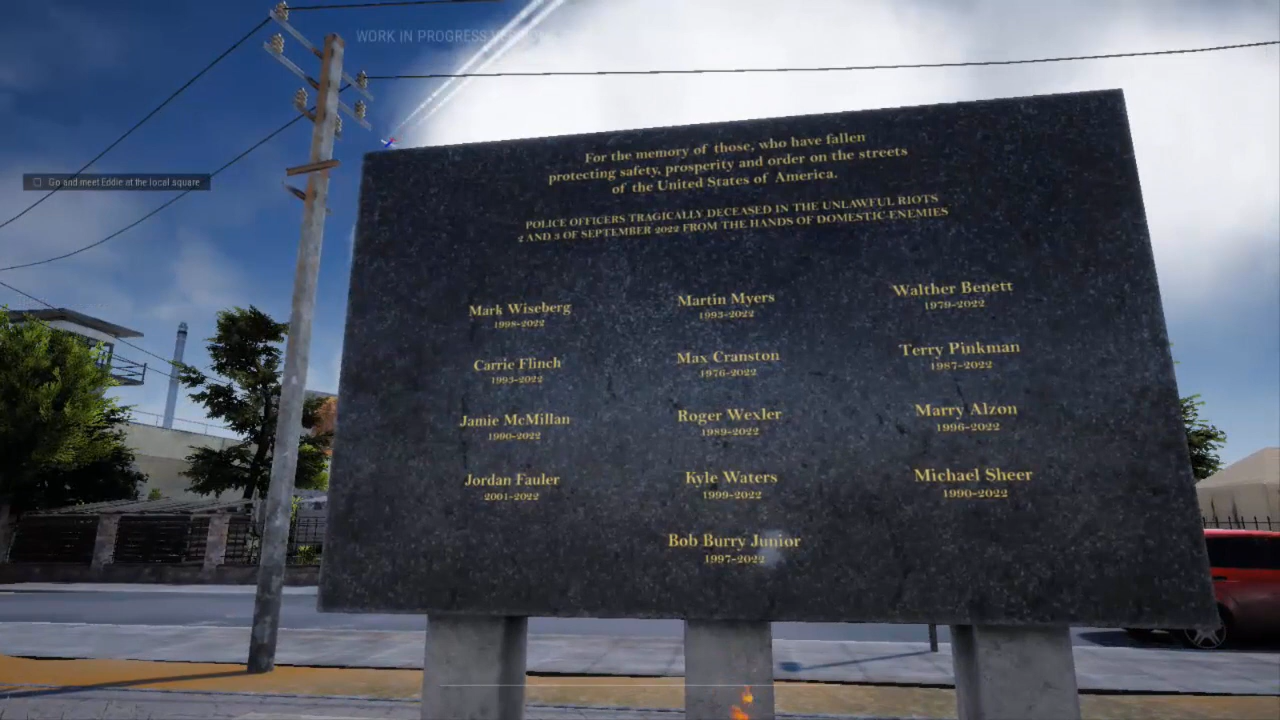 WORK IN PROGRESS VERSION
Go and meet Eddie at the local square
For the memory of those, who have fallen
protecting safety, prosperity and order on the streets
of the United States of America.
POLICE OFFICERS TRAGICALLY DECEASED IN THE UNLAWFUL RIOTS
2 AND 3 OF SEPTEMBER 2022 FROM THE HANDS OF DOMESTIC ENEMIES
Mark Wiseberg
1998-2022
Martin Myers
1993-2022
Walther Benett
1979-2022
Carrie Flinch
1993-2022
Max Cranston
1976-2022
Terry Pinkman
1987-2022
Jamie McMillan
1990-2022
Roger Wexler
1989-2022
Marry Alzon
1996-2022
Jordan Fauler
2001-2022
Kyle Waters
1999-2022
Michael Sheer
1990-2022
Bob Burry Junior
1997-2022